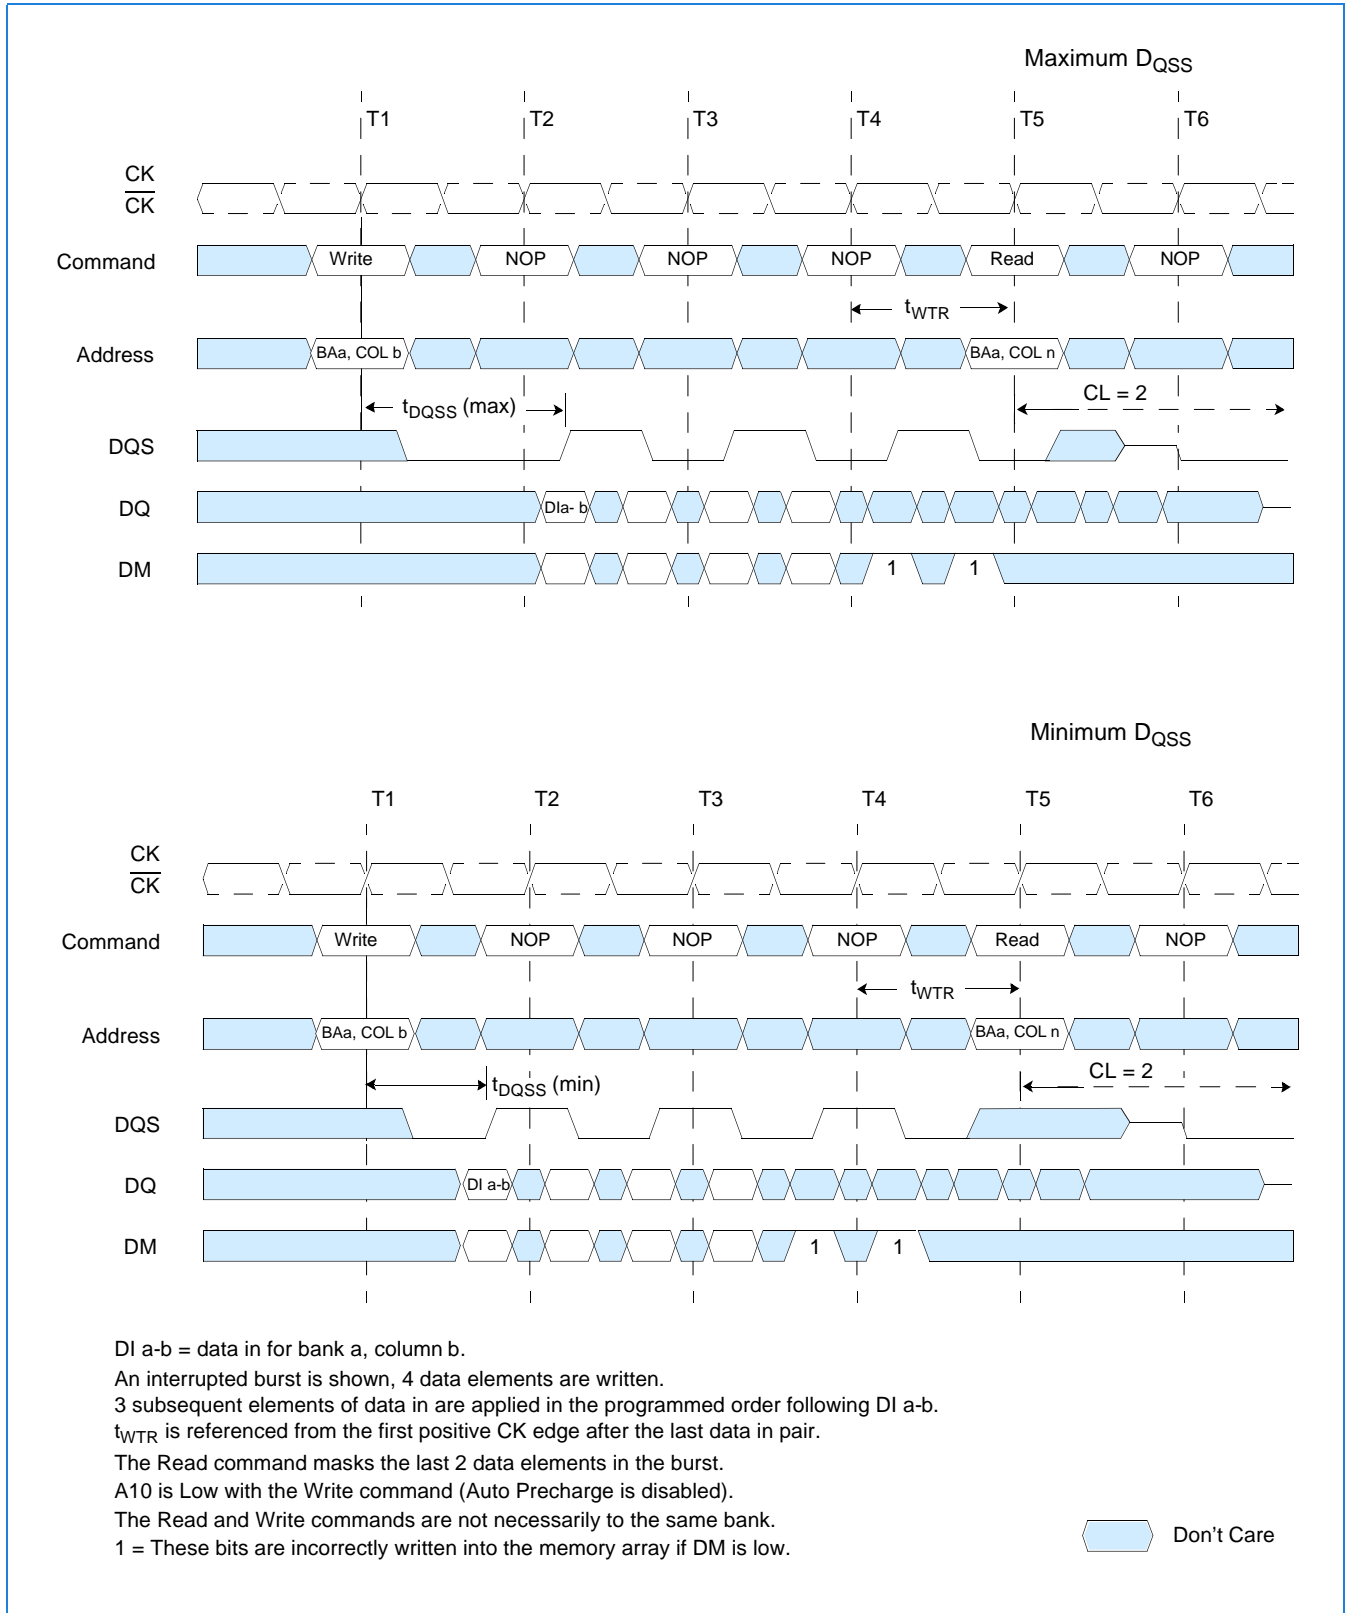 Maximum DQSS
T1 T2 T3 T4 T5 T6
CK
CK
Command Write NOP NOP NOP Read NOP
tWTR
Address BAa, COL b BAa, COL n
tDQSS (max) CL = 2
DQS
DQ DIa- b
DM 1 1
Minimum DQSS
T1 T2 T3 T4 T5 T6
CK
CK
Command Write NOP NOP NOP Read NOP
tWTR
Address BAa, COL b BAa, COL n
tDQSS (min) CL = 2
DQS
DQ DI a-b
DM 1 1
DI a-b = data in for bank a, column b.
An interrupted burst is shown, 4 data elements are written.
3 subsequent elements of data in are applied in the programmed order following DI a-b.
tWTR is referenced from the first positive CK edge after the last data in pair.
The Read command masks the last 2 data elements in the burst.
A10 is Low with the Write command (Auto Precharge is disabled).
The Read and Write commands are not necessarily to the same bank.
1 = These bits are incorrectly written into the memory array if DM is low.
Don't Care